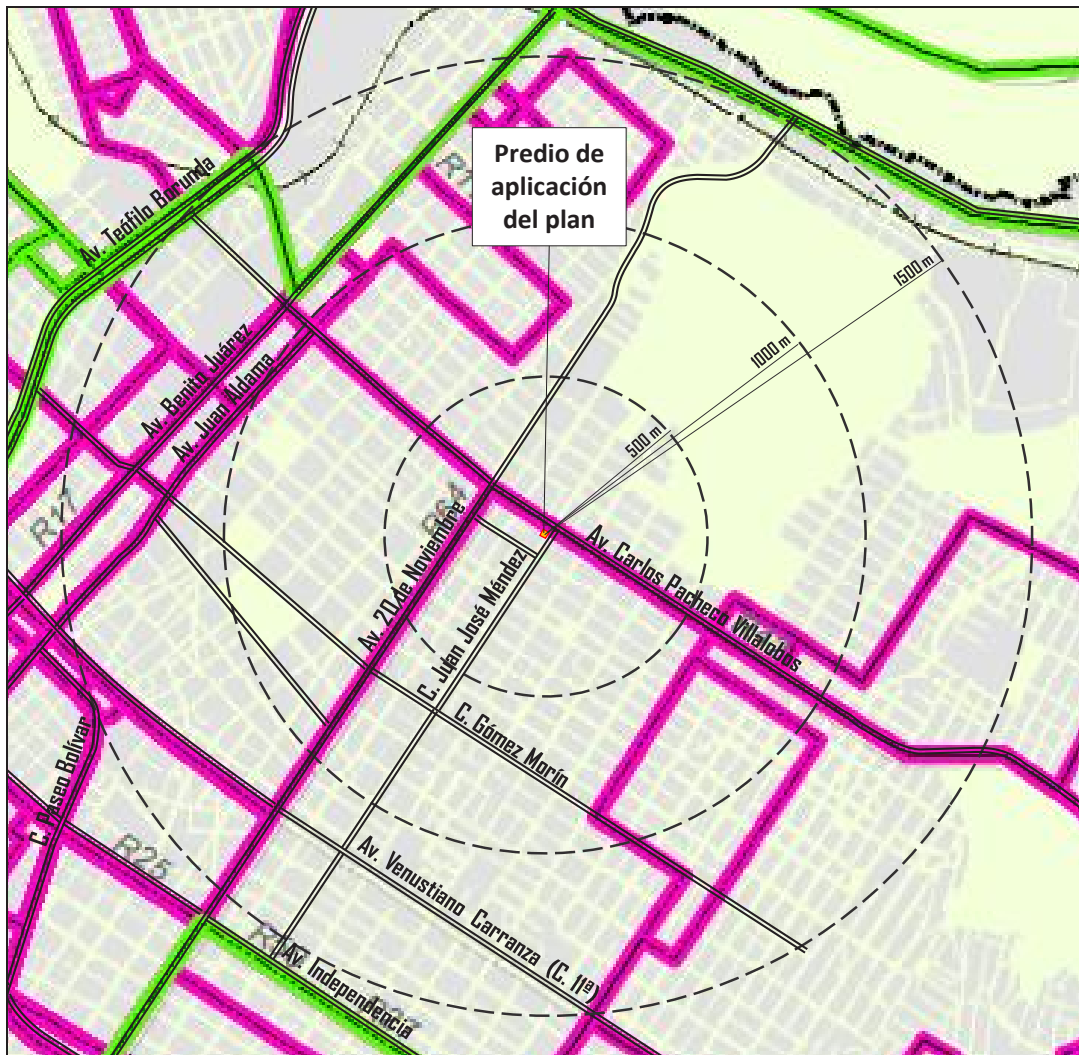 Predio de
aplicación
del plan
Av. Teófilo Borunda
1500 m
1000 m
500 m
Av. Benito Juárez
Av. Juan Aldama
R17
R64
Av. 20 de Noviembre
C. Juan José Méndez
Av. Carlos Pacheco Villalobos
C. Gómez Morín
C. Paseo Bolívar
R25
Av. Venustiano Carranza (C. 11ª)
Av. Independencia